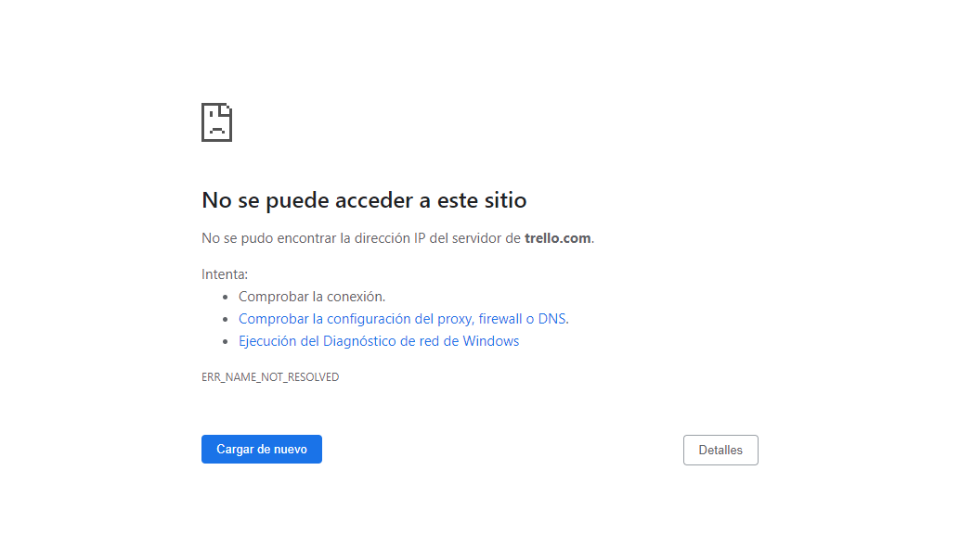 No se puede acceder a este sitio
No se pudo encontrar la dirección IP del servidor de trello.com.
Intenta:
• Comprobar la conexión.
• Comprobar la configuración del proxy, firewall o DNS.
• Ejecución del Diagnóstico de red de Windows
ERR_NAME_NOT_RESOLVED
Cargar de nuevo
Detalles